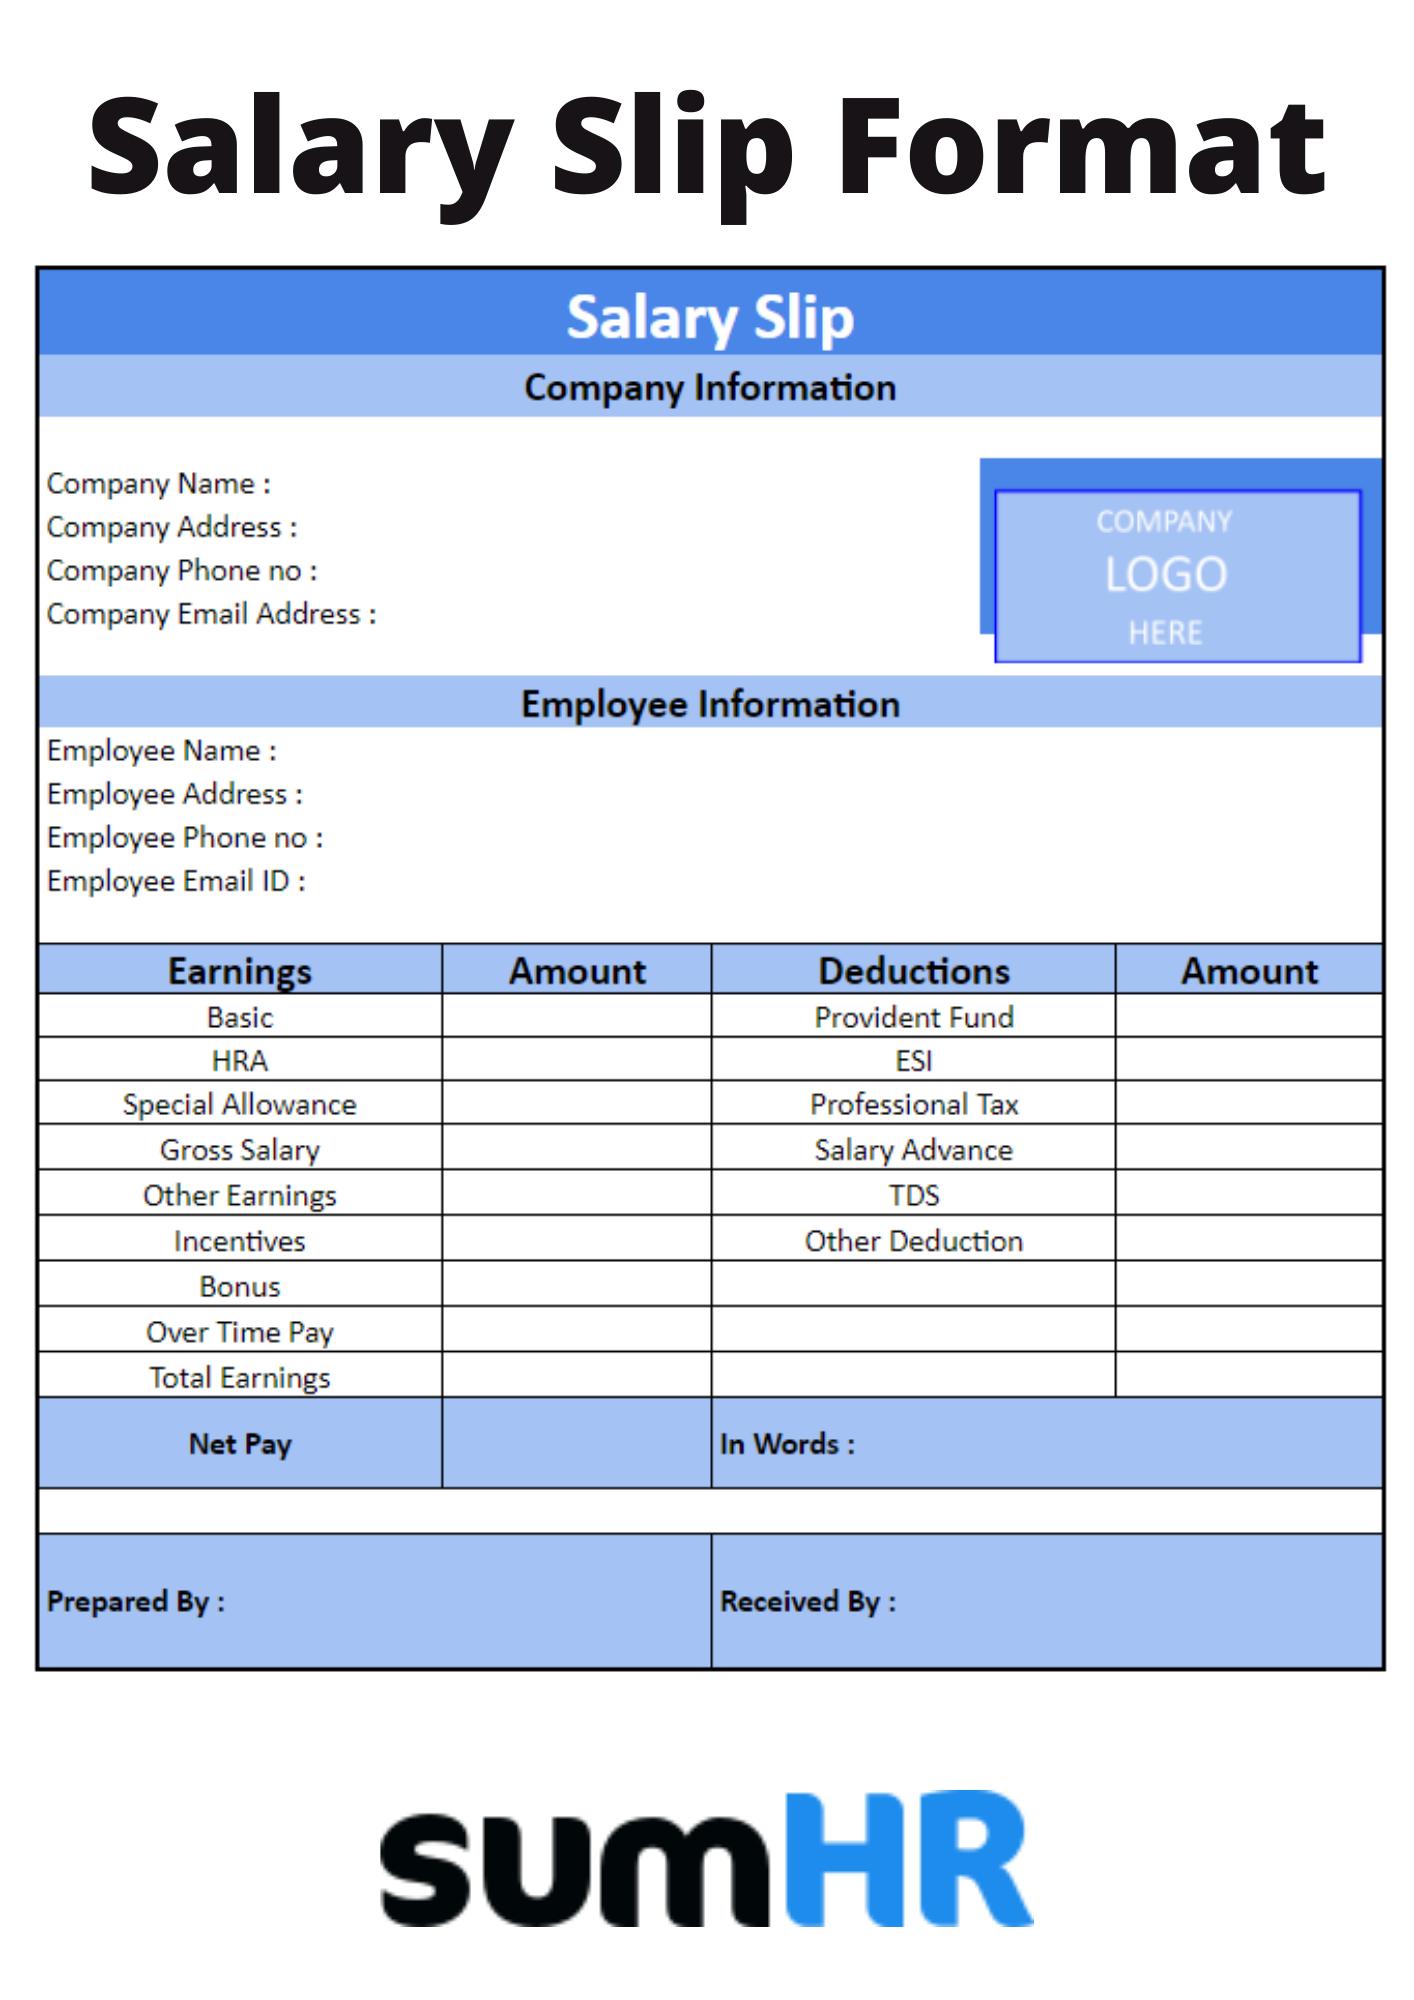 Salary Slip Format
Salary Slip
Company Information
Company Name :
Company Address :
Company Phone no :
Company Email Address :
COMPANY
LOGO
HERE
Employee Information
Employee Name :
Employee Address :
Employee Phone no :
Employee Email ID :
Earnings Amount Deductions Amount
Basic Provident Fund
HRA ESI
Special Allowance Professional Tax
Gross Salary Salary Advance
Other Earnings TDS
Incentives Other Deduction
Bonus
Over Time Pay
Total Earnings
Net Pay In Words :
Prepared By : Received By :
sumHR